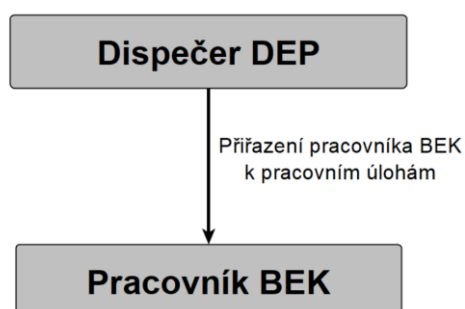 Dispečer DEP
Přiřazení pracovníka BEK
k pracovním úlohám
Pracovník BEK